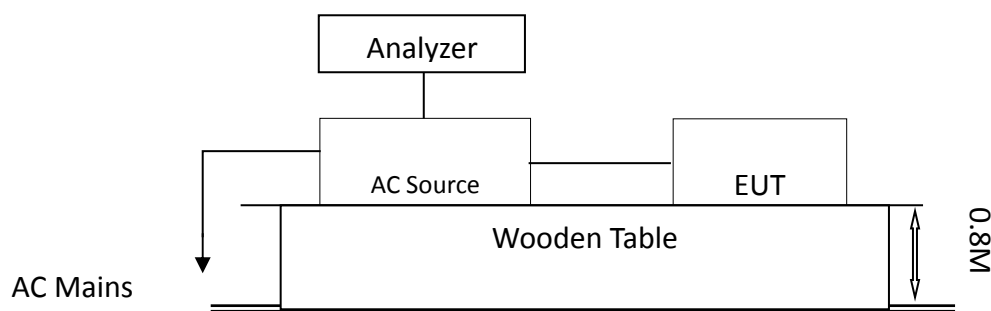 Analyzer
AC Source
EUT
Wooden Table
0.8M
AC Mains